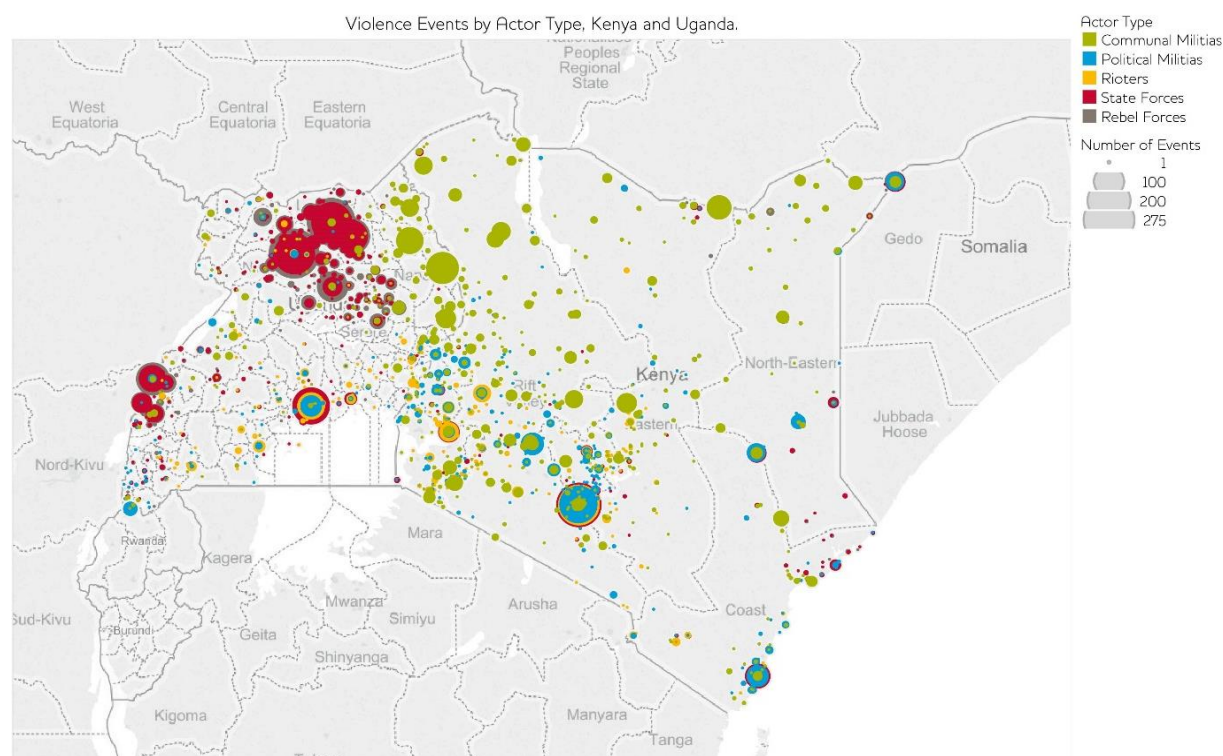 Violence Events by Actor Type, Kenya and Uganda.
Actor Type
Communal Militias
Political Militias
Rioters
State Forces
Rebel Forces
Number of Events
1
100
200
275
Peoples
Regional
State
West
Equatoria
Central
Equatoria
Eastern
Equatoria
Gedo
Somalia
Serere
North-Eastern
Kenya
Rift
Jubbada
Hoose
Nord-Kivu
Rwanda
Kagera
Mara
Mwanza
Simiyu
Arusha
Coast
Sud-Kivu
Burundi
Geita
Shinyanga
Kigoma
Manyara
Tanga